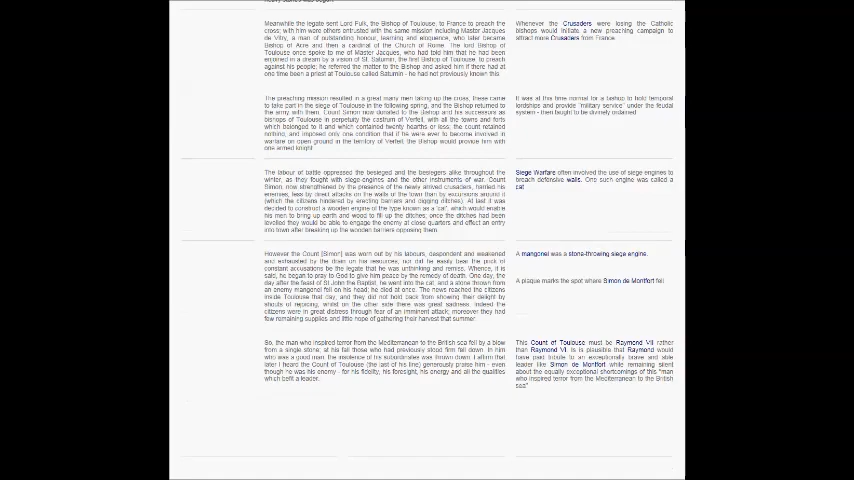 Meanwhile the legate sent Lord Fulk, the Bishop of Toulouse, to France to preach the
cross; with him were others entrusted with the same mission including Master Jacques
de Vitry, a man of outstanding honour, learning and eloquence, who later became
Bishop of Acre and then a cardinal of the Church of Rome. The lord Bishop of
Toulouse once spoke to me of Master Jacques, who had told him that he had been
enjoined in a dream by a vision of St. Saturnin, the first Bishop of Toulouse, to preach
against his people; he referred the matter to the Bishop and asked him if there had at
one time been a priest at Toulouse called Saturnin - he had not previously known this.
Whenever the Crusaders were losing the Catholic
bishops would initiate a new preaching campaign to
attract more Crusaders from France.
The preaching mission resulted in a great many men taking up the cross, these came
to take part in the siege of Toulouse in the following spring, and the Bishop returned to
the army with them. Count Simon now donated to the Bishop and his successors as
bishops of Toulouse in perpetuity the castrum of Verfeil, with all the towns and forts
which belonged to it and which contained twenty hearths or less; the count retained
nothing, and imposed only one condition that if he were ever to become involved in
warfare on open ground in the territory of Verfeil, the Bishop would provide him with
one armed knight
It was at this time normal for a bishop to hold temporal
lordships and provide "military service" under the feudal
system - then taught to be divinely ordained
The labour of battle oppressed the besieged and the besiegers alike throughout the
winter, as they fought with siege-engines and the other instruments of war. Count
Simon, now strengthened by the presence of the newly arrived crusaders, harried his
enemies, less by direct attacks on the walls of the town than by excursions around it
(which the citizens hindered by erecting barriers and digging ditches). At last it was
decided to construct a wooden engine of the type known as a 'cat', which would enable
his men to bring up earth and wood to fill up the ditches; once the ditches had been
levelled they would be able to engage the enemy at close quarters and effect an entry
into town after breaking up the wooden barriers opposing them.
Siege Warfare often involved the use of siege engines to
breach defensive walls. One such engine was called a
cat
However the Count [Simon] was worn out by his labours, despondent and weakened
and exhausted by the drain on his resources; nor did he easily bear the prick of
constant accusations be the legate that he was unthinking and remiss. Whence, it is
said, he began to pray to God to give him peace by the remedy of death. One day, the
day after the feast of St John the Baptist, he went into the cat, and a stone thrown from
an enemy mangonel fell on his head; he died at once. The news reached the citizens
inside Toulouse that day, and they did not hold back from showing their delight by
shouts of rejoicing, whilst on the other side there was great sadness. Indeed the
citizens were in great distress through fear of an imminent attack; moreover they had
few remaining supplies and little hope of gathering their harvest that summer.
A mangonel was a stone-throwing siege engine.
A plaque marks the spot where Simon de Montfort fell
So, the man who inspired terror from the Mediterranean to the British sea fell by a blow
from a single stone; at his fall those who had previously stood firm fell down. In him
who was a good man, the insolence of his subordinates was thrown down. I affirm that
later I heard the Count of Toulouse (the last of his line) generously praise him - even
though he was his enemy - for his fidelity, his foresight, his energy and all the qualities
which befit a leader.
This Count of Toulouse must be Raymond VII rather
than Raymond VI. Is is plausible that Raymond would
have paid tribute to an exceptionally brave and able
leader like Simon de Montfort while remaining silent
about the equally exceptional shortcomings of this "man
who inspired terror from the Mediterranean to the British
sea"